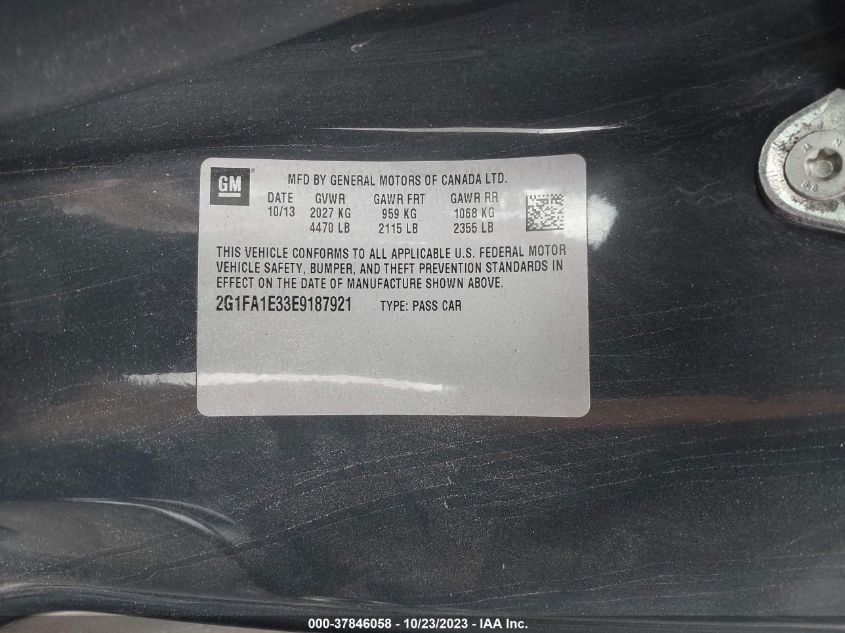 GM
MFD BY GENERAL MOTORS OF CANADA LTD.
DATE GVWR GAWR FRT GAWR RR
10/13 2027 KG 959 KG 1068 KG
4470 LB 2115 LB 2355 LB
THIS VEHICLE CONFORMS TO ALL APPLICABLE U.S. FEDERAL MOTOR
VEHICLE SAFETY, BUMPER, AND THEFT PREVENTION STANDARDS IN
EFFECT ON THE DATE OF MANUFACTURE SHOWN ABOVE.
2G1FA1E33E9187921 TYPE: PASS CAR
8.8
000-37846058 - 10/23/2023 - IAA Inc.